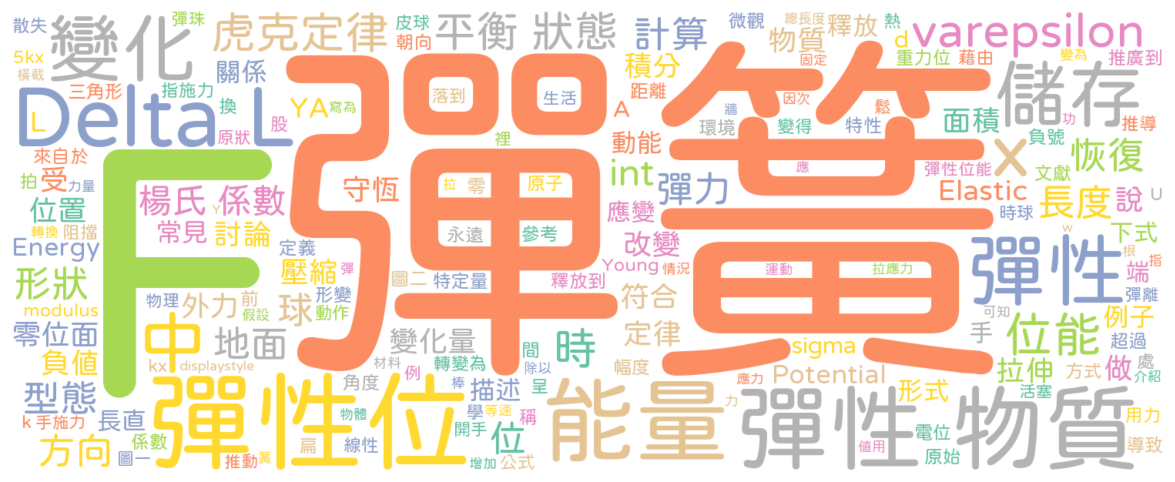 散失
彈珠
變化
虎克定律
皮球
朝向
平衡
狀態
計算
微觀
總長度
物質
釋放
熱
d
varepsilon
5kx
橫截
三角形
指施力
關係
換
YA
寫為
積分
距離
固定
重力位
藉由
變為
推廣到
Delta L
L
原狀
股
落到
生活
A
因次
牆
鬆
儲存
功
推導
彈簧
裡
動能
環境
變得
特性
面積
負號
恢復
來自於
拍
受
力量
F
守恆
拉
零
原子
int
彈力
應
x
彈性位能
文獻
位置
楊氏
係數
永遠
參考
應變
Elastic
長度
說
U
轉換
阻擋
Y
常見
討論
改變
時球
下式
Energy
定義
壓縮
彈
圖二
特定量
釋放到
Young
情況
運動
拉應力
彈性
w
根
端
指
形狀
物理
外力
前
形變
符合
彈離
modulus
假設
球
動作
可知
例子
零位面
中
地面
變化量
間
時
定律
sigma
位能
超過
負值
kx
displaystyle
材料
轉變為
除以
幅度
Potential
拉伸
做
處
介紹
型態
角度
例
棒
描述
呈
應力
形式
方式
活塞
k
手施力
長直
彈性位
物體
學
等速
稱
能量
力
彈性物質
手
用力
方向
係數
圖一
推動
簧
扁
線性
開手
位
增加
公式
值用
電位
原始
導致